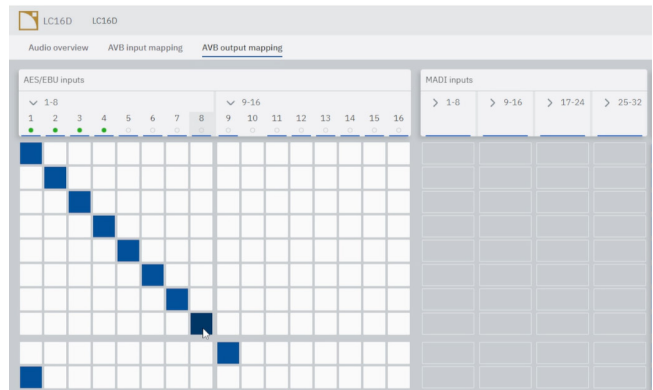 LC16D LC16D
Audio overview AVB input mapping AVB output mapping
AES/EBU inputs MADI inputs
1-8 9-16 1-8 9-16 17-24 25-32
1 2 3 4 5 6 7 8 9 10 11 12 13 14 15 16